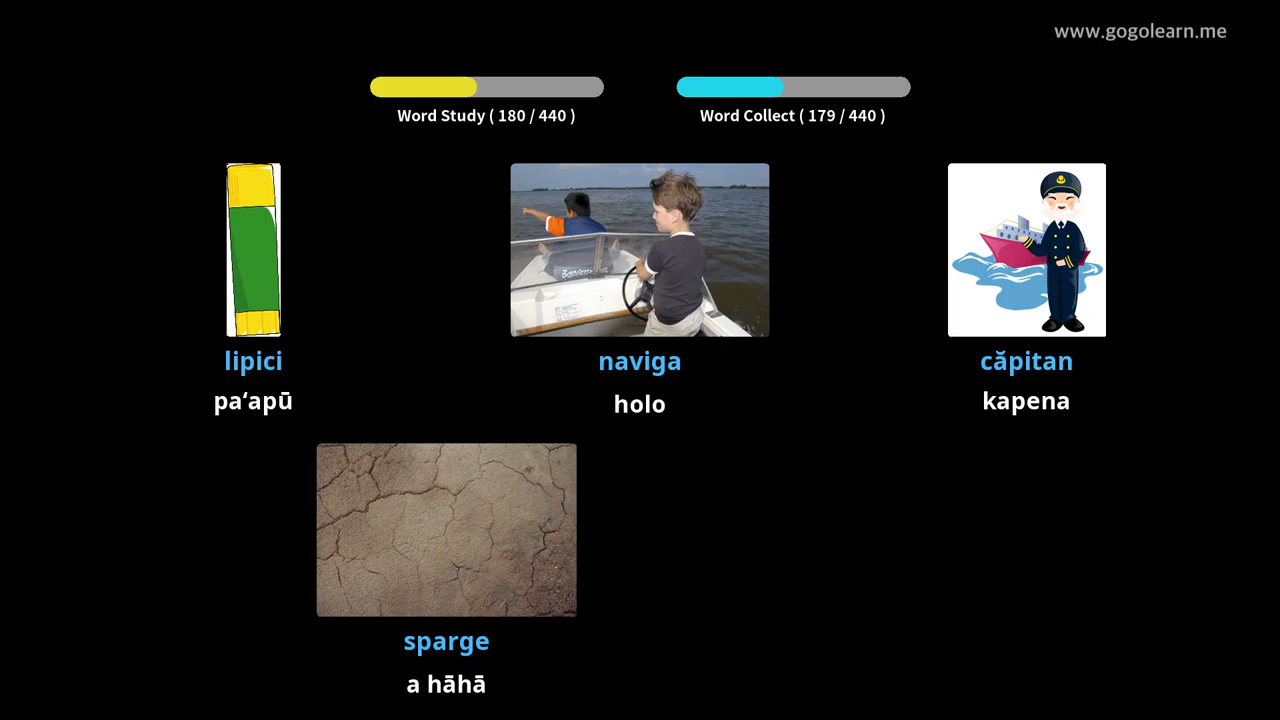 www.gogolearn.me
Word Study ( 180 / 440 )
Word Collect ( 179 / 440 )
lipici
naviga
căpitan
paʻapū
holo
kapena
sparge
a hāhā